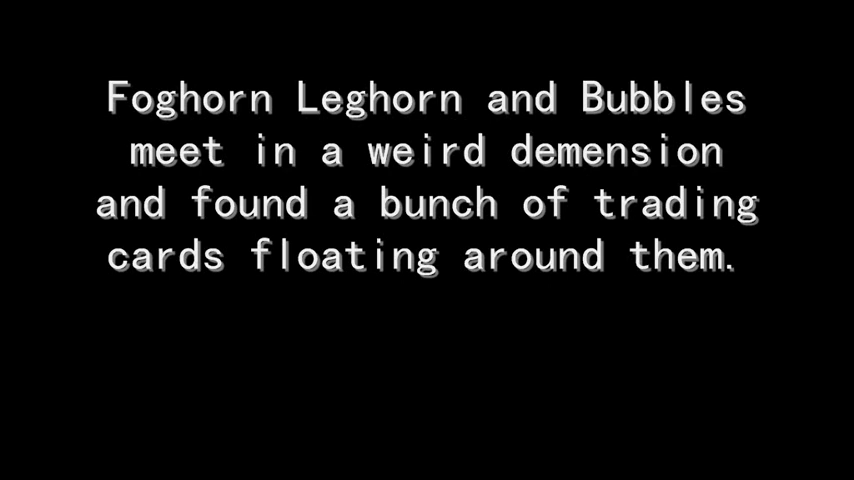 Foghorn Leghorn and Bubbles
meet in a weird demension
and found a bunch of trading
cards floating around them.